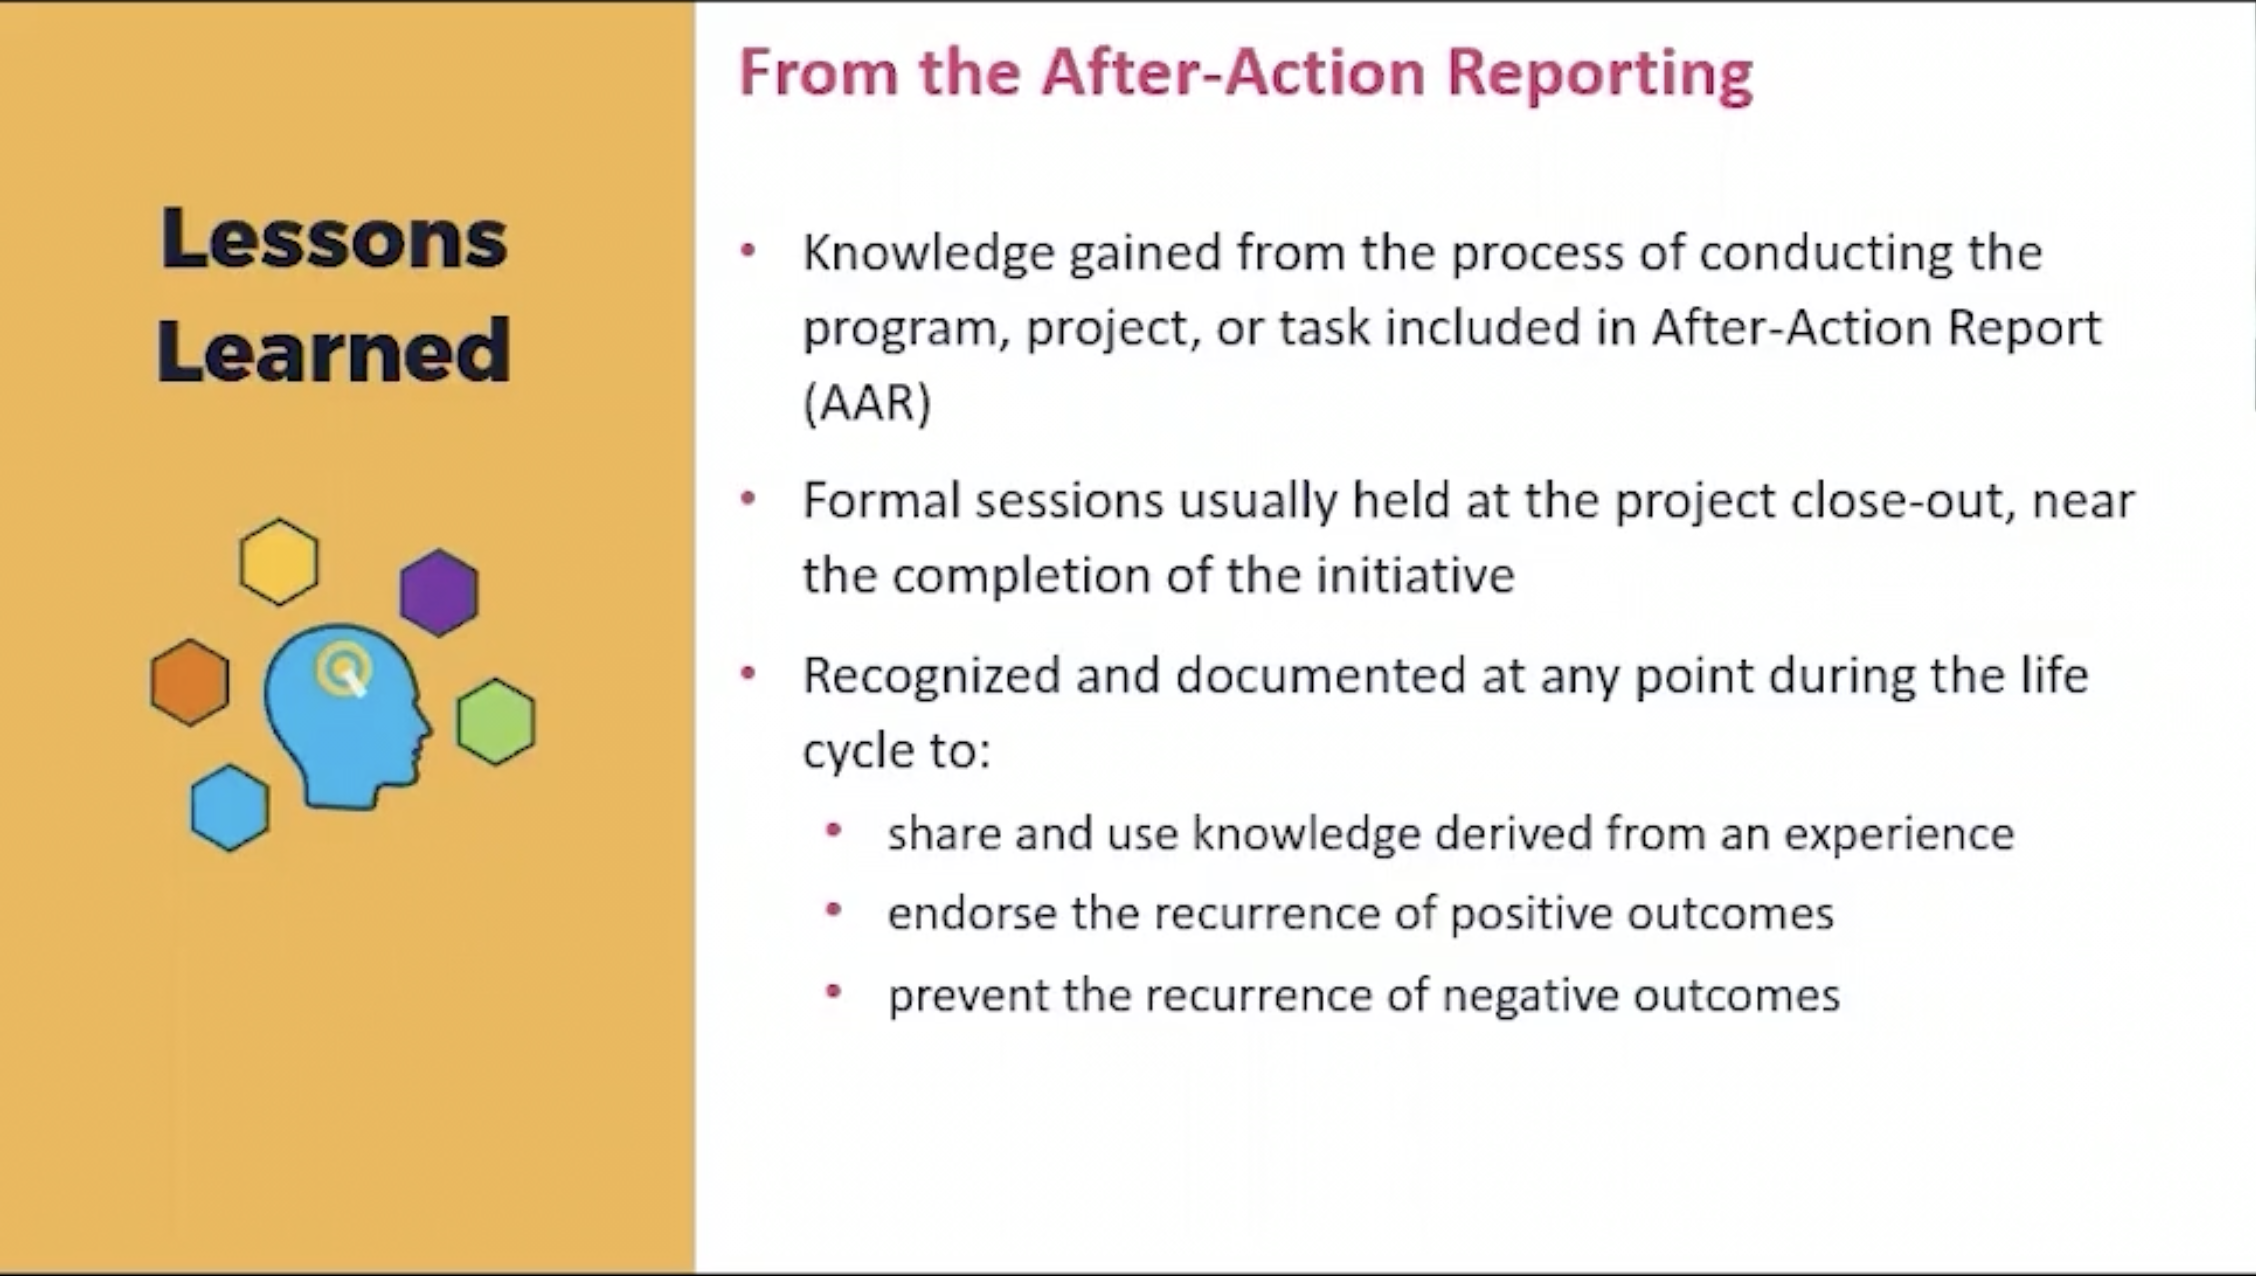 Lessons
Learned
From the After-Action Reporting
• Knowledge gained from the process of conducting the
program, project, or task included in After-Action Report
(AAR)
• Formal sessions usually held at the project close-out, near
the completion of the initiative
• Recognized and documented at any point during the life
cycle to:
• share and use knowledge derived from an experience
• endorse the recurrence of positive outcomes
• prevent the recurrence of negative outcomes